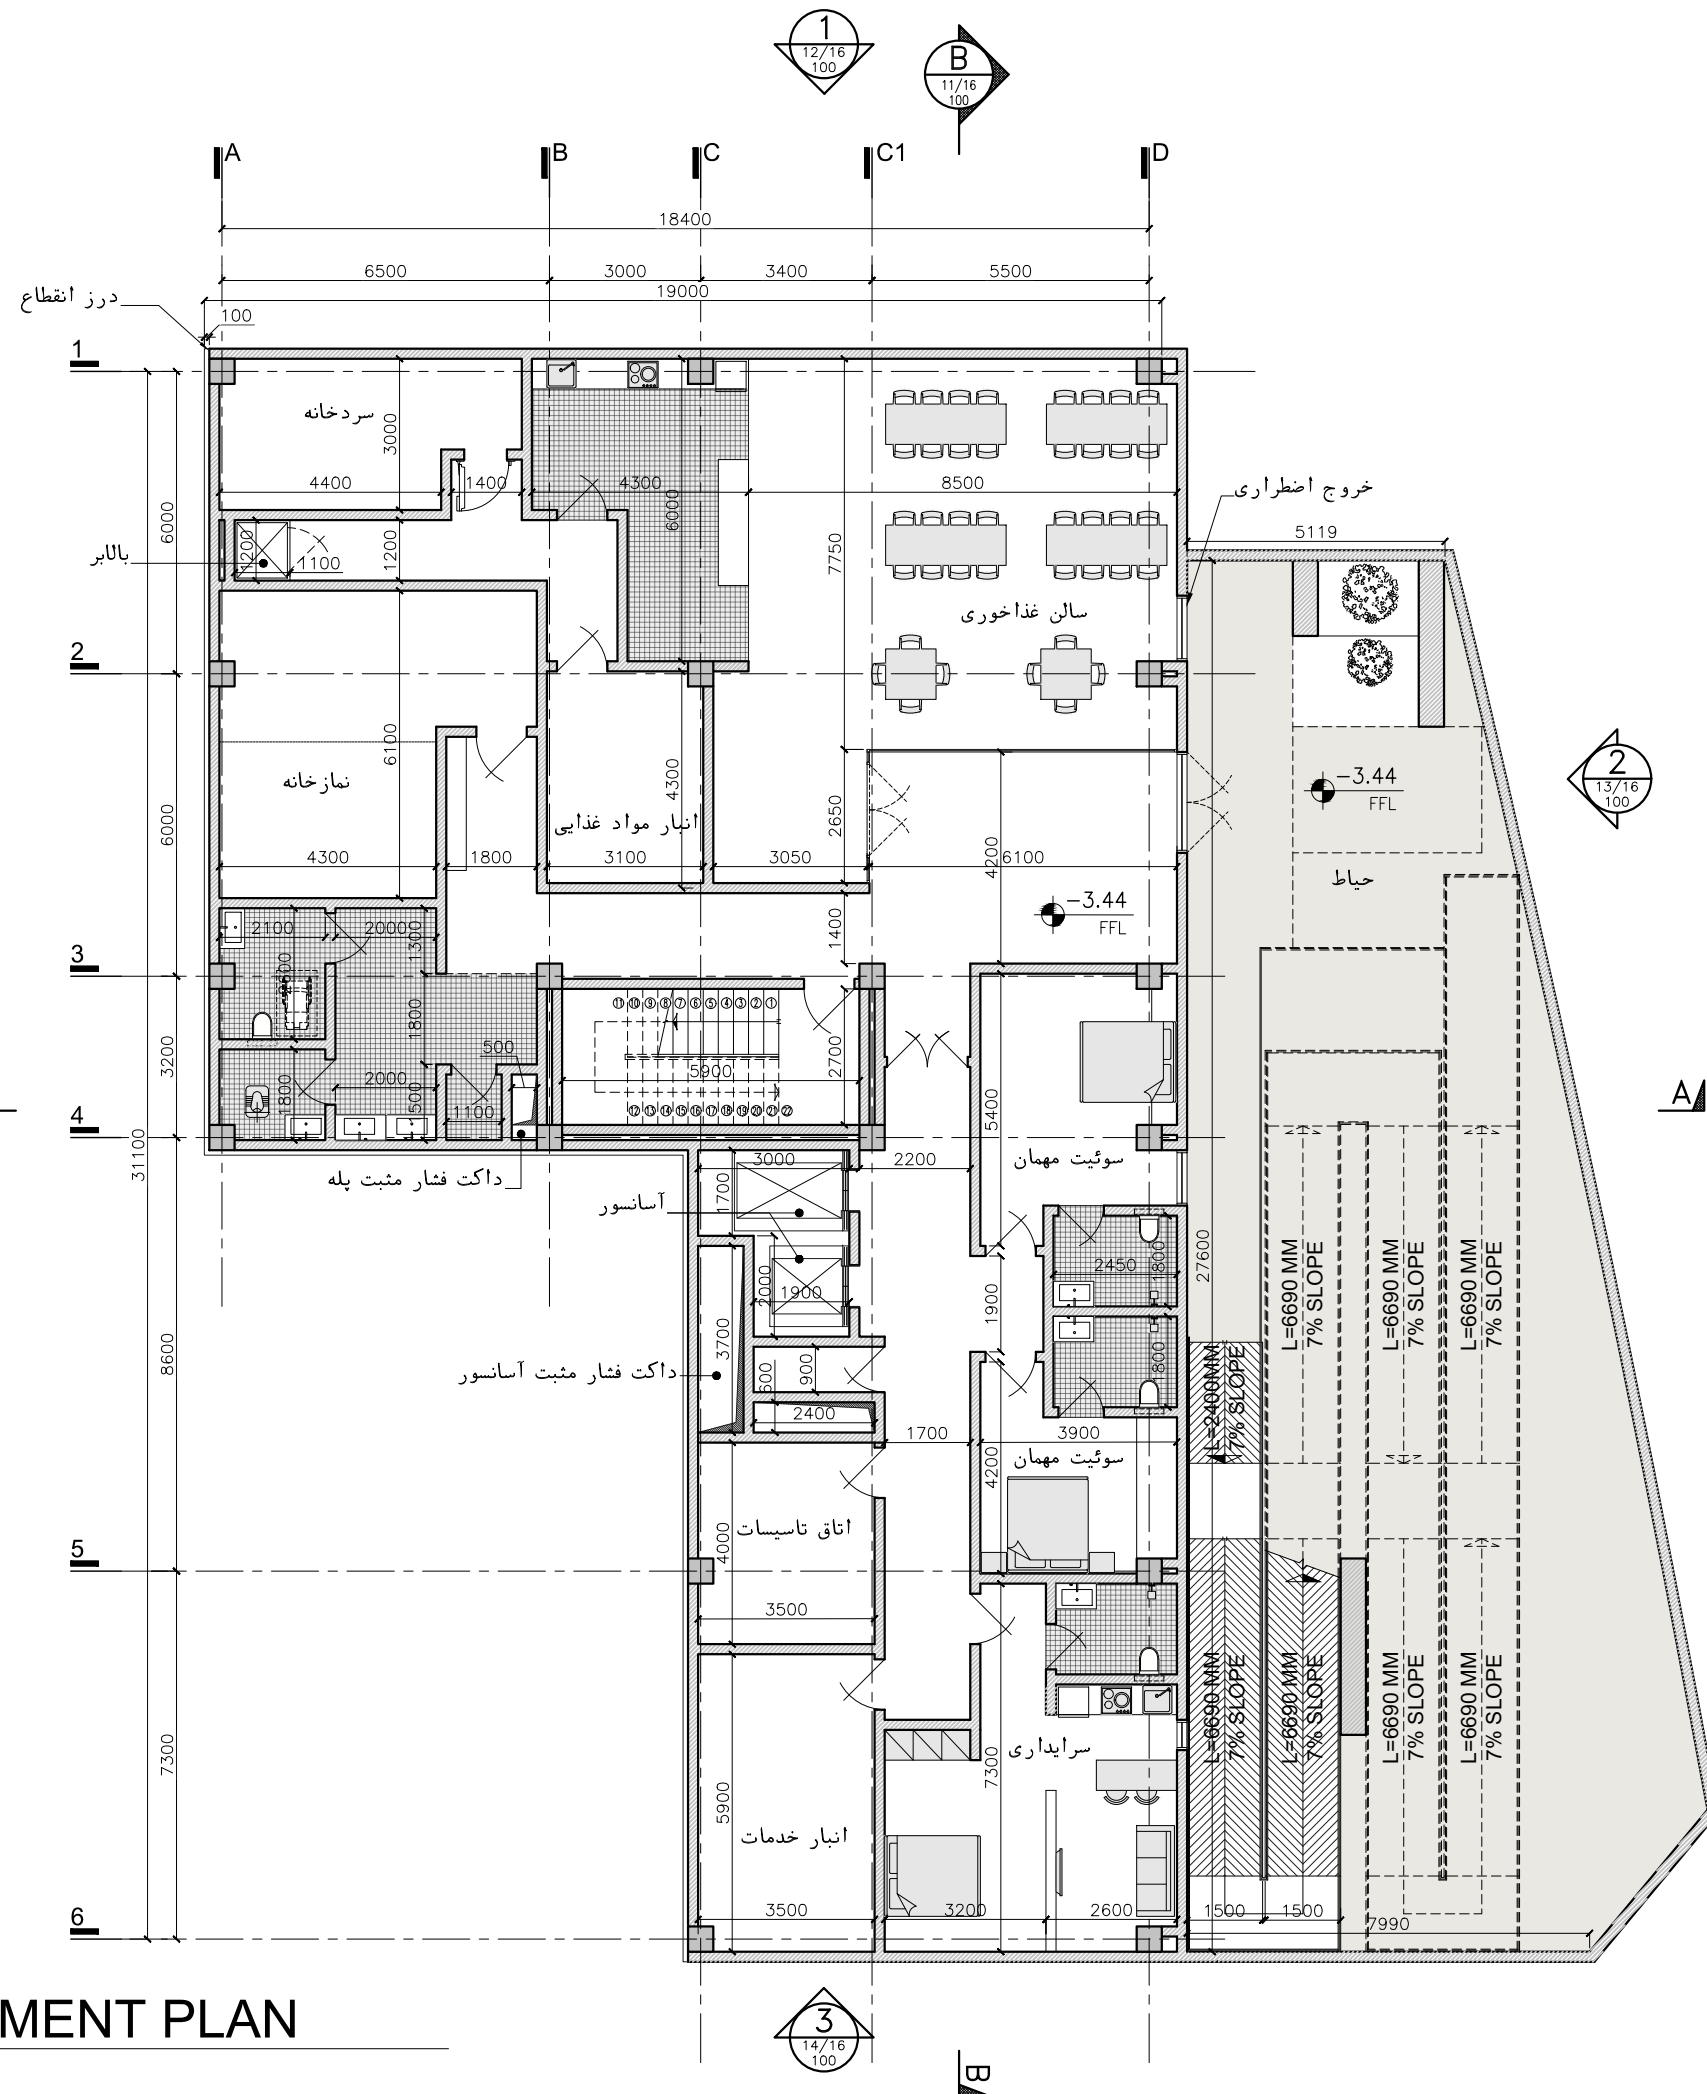 1
12/16
100
B
11/16
100
A
B
C
C1
D
18400
6500
3000
3400
5500
19000
درز انقطاع
100
1
سردخانه
3000
4400
1400
4300
6000
8500
7750
خروج اضطراری
5119
6000
بالابر
1200
1100
1200
سالن غذاخوری
2
6100
نمازخانه
4300
انبار مواد غذایی
2650
4200
-3.44
FFL
2
13/16
100
6000
4300
1800
3100
3050
6100
حیاط
-3.44
FFL
2100
20000
1300
1400
3
1800
500
2700
5900
3200
1800
2000
1500
1100
5400
A
4
31100
3000
2200
سوئیت مهمان
داکت فشار مثبت پله
1700
آسانسور
2450
1800
27600
2000
1900
1900
3700
داکت فشار مثبت آسانسور
600
900
1800
2400
8600
1700
3900
سوئیت مهمان
4200
L=6690 MM
7% SLOPE
L=6690 MM
7% SLOPE
L=6690 MM
7% SLOPE
L=2400MM
7% SLOPE
اتاق تاسیسات
4000
5
3500
L=6690 MM
7% SLOPE
L=6690 MM
7% SLOPE
L=6690 MM
7% SLOPE
L=6690 MM
7% SLOPE
سرایداری
7300
7300
5900
انبار خدمات
6
3500
3200
2600
1500
1500
7990
MENT PLAN
3
14/16
100
B